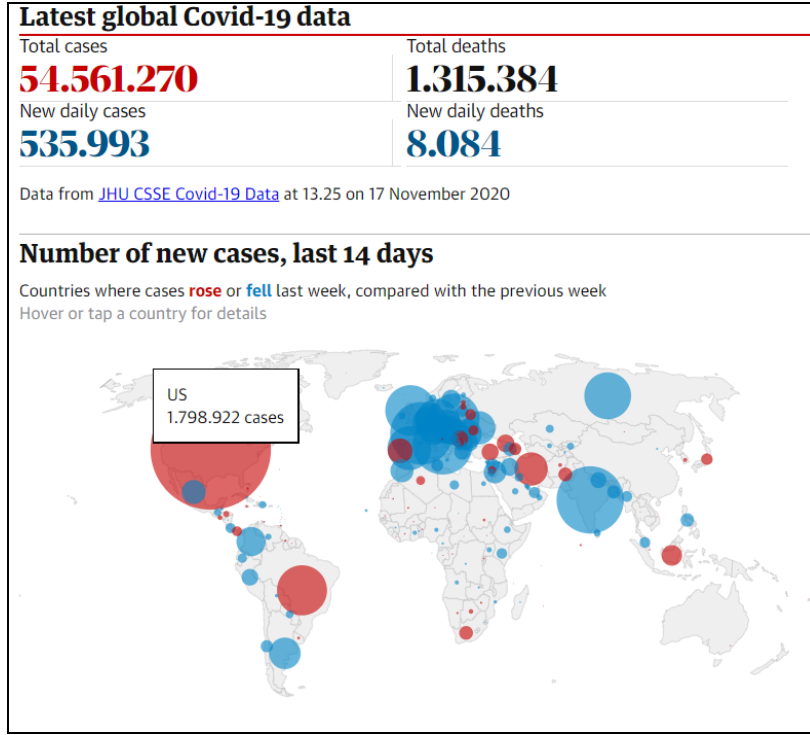 Latest global Covid-19 data
Total cases
54.561.270
Total deaths
1.315.384
New daily cases
535.993
New daily deaths
8.084
Data from JHU CSSE Covid-19 Data at 13.25 on 17 November 2020
Number of new cases, last 14 days
Countries where cases rose or fell last week, compared with the previous week
Hover or tap a country for details
US
1.798.922 cases